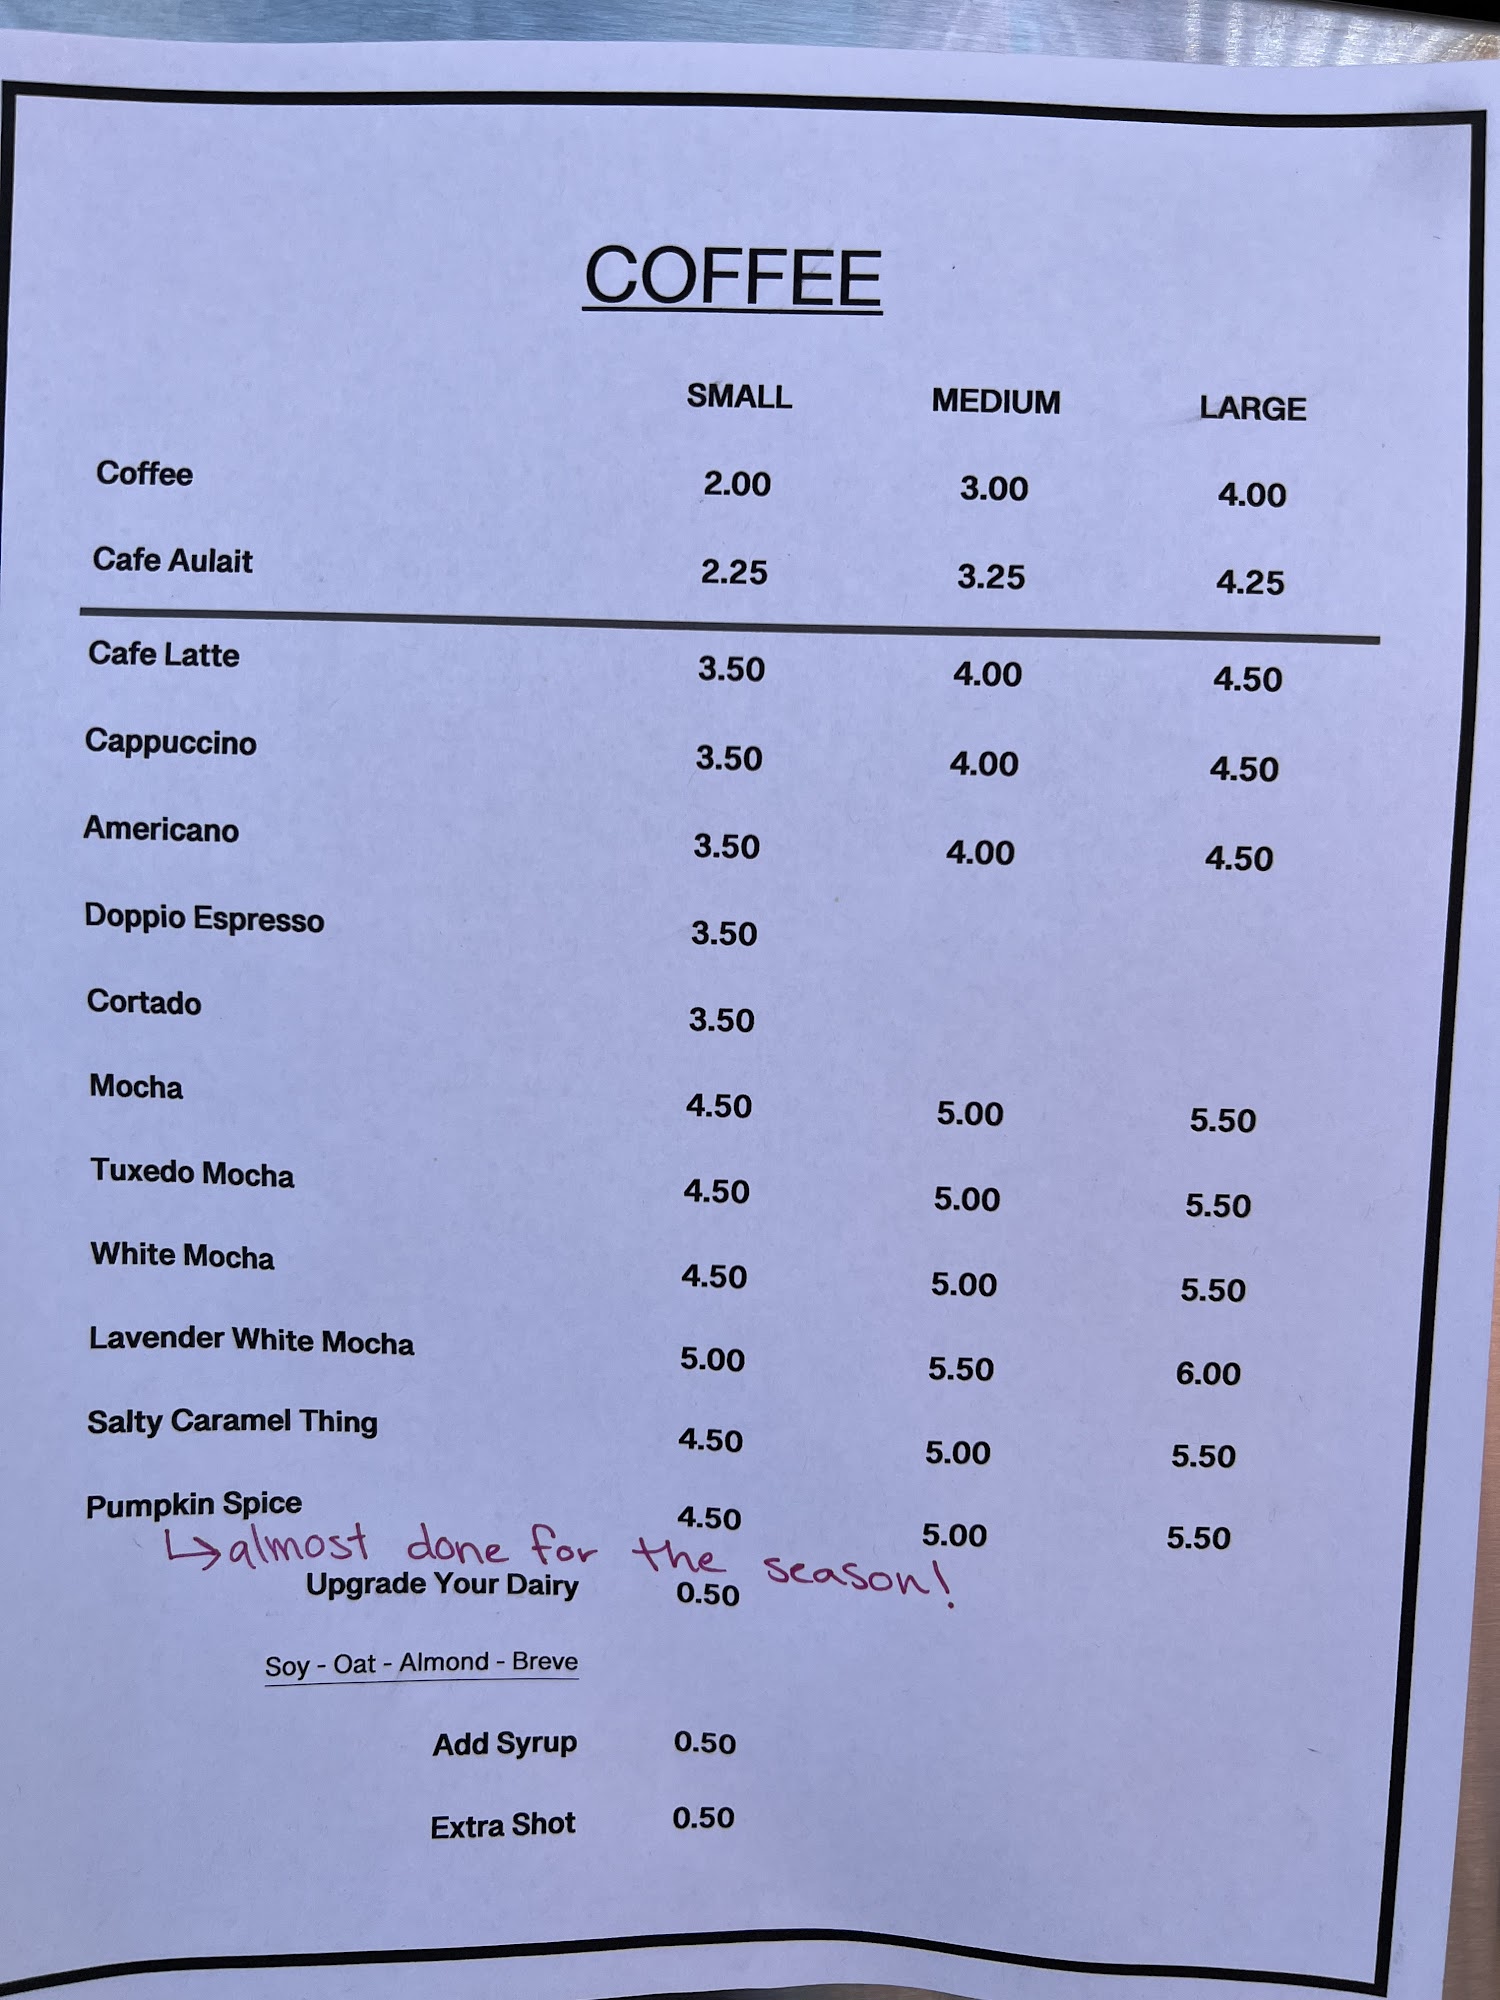 COFFEE
SMALL MEDIUM LARGE
Coffee 2.00 3.00 4.00
Cafe Aulait 2.25 3.25 4.25
Cafe Latte 3.50 4.00 4.50
Cappuccino 3.50 4.00 4.50
Americano 3.50 4.00 4.50
Doppio Espresso 3.50
Cortado 3.50
Mocha 4.50 5.00 5.50
Tuxedo Mocha 4.50 5.00 5.50
White Mocha 4.50 5.00 5.50
Lavender White Mocha 5.00 5.50 6.00
Salty Caramel Thing 4.50 5.00 5.50
Pumpkin Spice 4.50 5.00 5.50
↳almost done for the season!
Upgrade Your Dairy 0.50
Soy - Oat - Almond - Breve
Add Syrup 0.50
Extra Shot 0.50